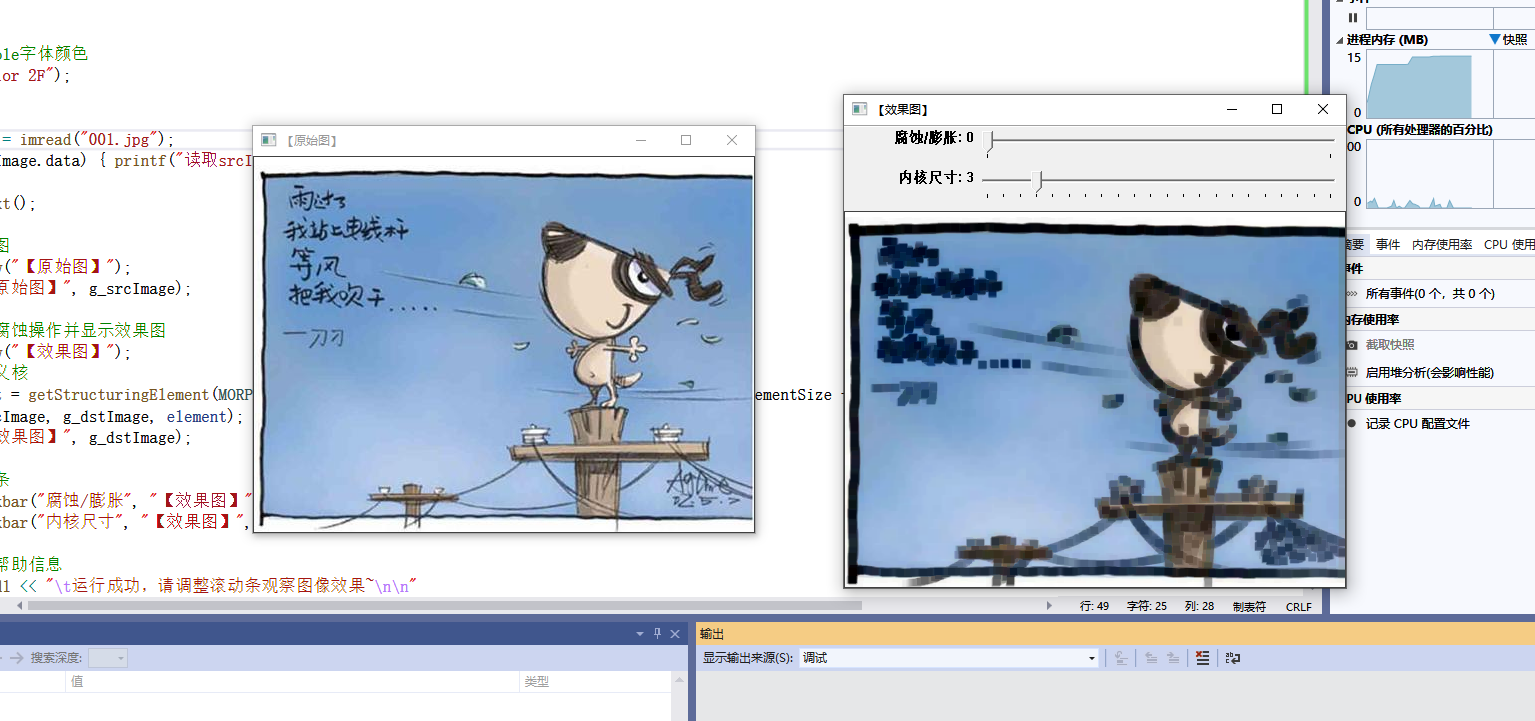 ole字体颜色
lor 2F");
= imread("001.jpg");
mage.data) { printf("读取srcI
xt();
图
("【原始图】");
原始图】", g_srcImage);
腐蚀操作并显示效果图
("【效果图】");
义核
= getStructuringElement(MORP
ementSize
cImage, g_dstImage, element);
效果图】", g_dstImage);
条
kbar("腐蚀/膨胀", "【效果图】"
kbar("内核尺寸", "【效果图】",
帮助信息
ll << "\t运行成功，请调整滚动条观察图像效果~\n\n"
行: 49 字符: 25 列: 28 制表符 CRLF
【原始图】
雨过了
我站上电线杆
等风
把我吹干......
一刀刀
【效果图】
腐蚀/膨胀: 0
内核尺寸: 3
进程内存 (MB) 快照
15
0
CPU (所有处理器的百分比)
00
0
摘要 事件 内存使用率 CPU 使用
事件
所有事件(0 个，共 0 个)
内存使用率
截取快照
启用堆分析(会影响性能)
CPU 使用率
记录 CPU 配置文件
搜索深度:
值 类型
输出
显示输出来源(S): 调试